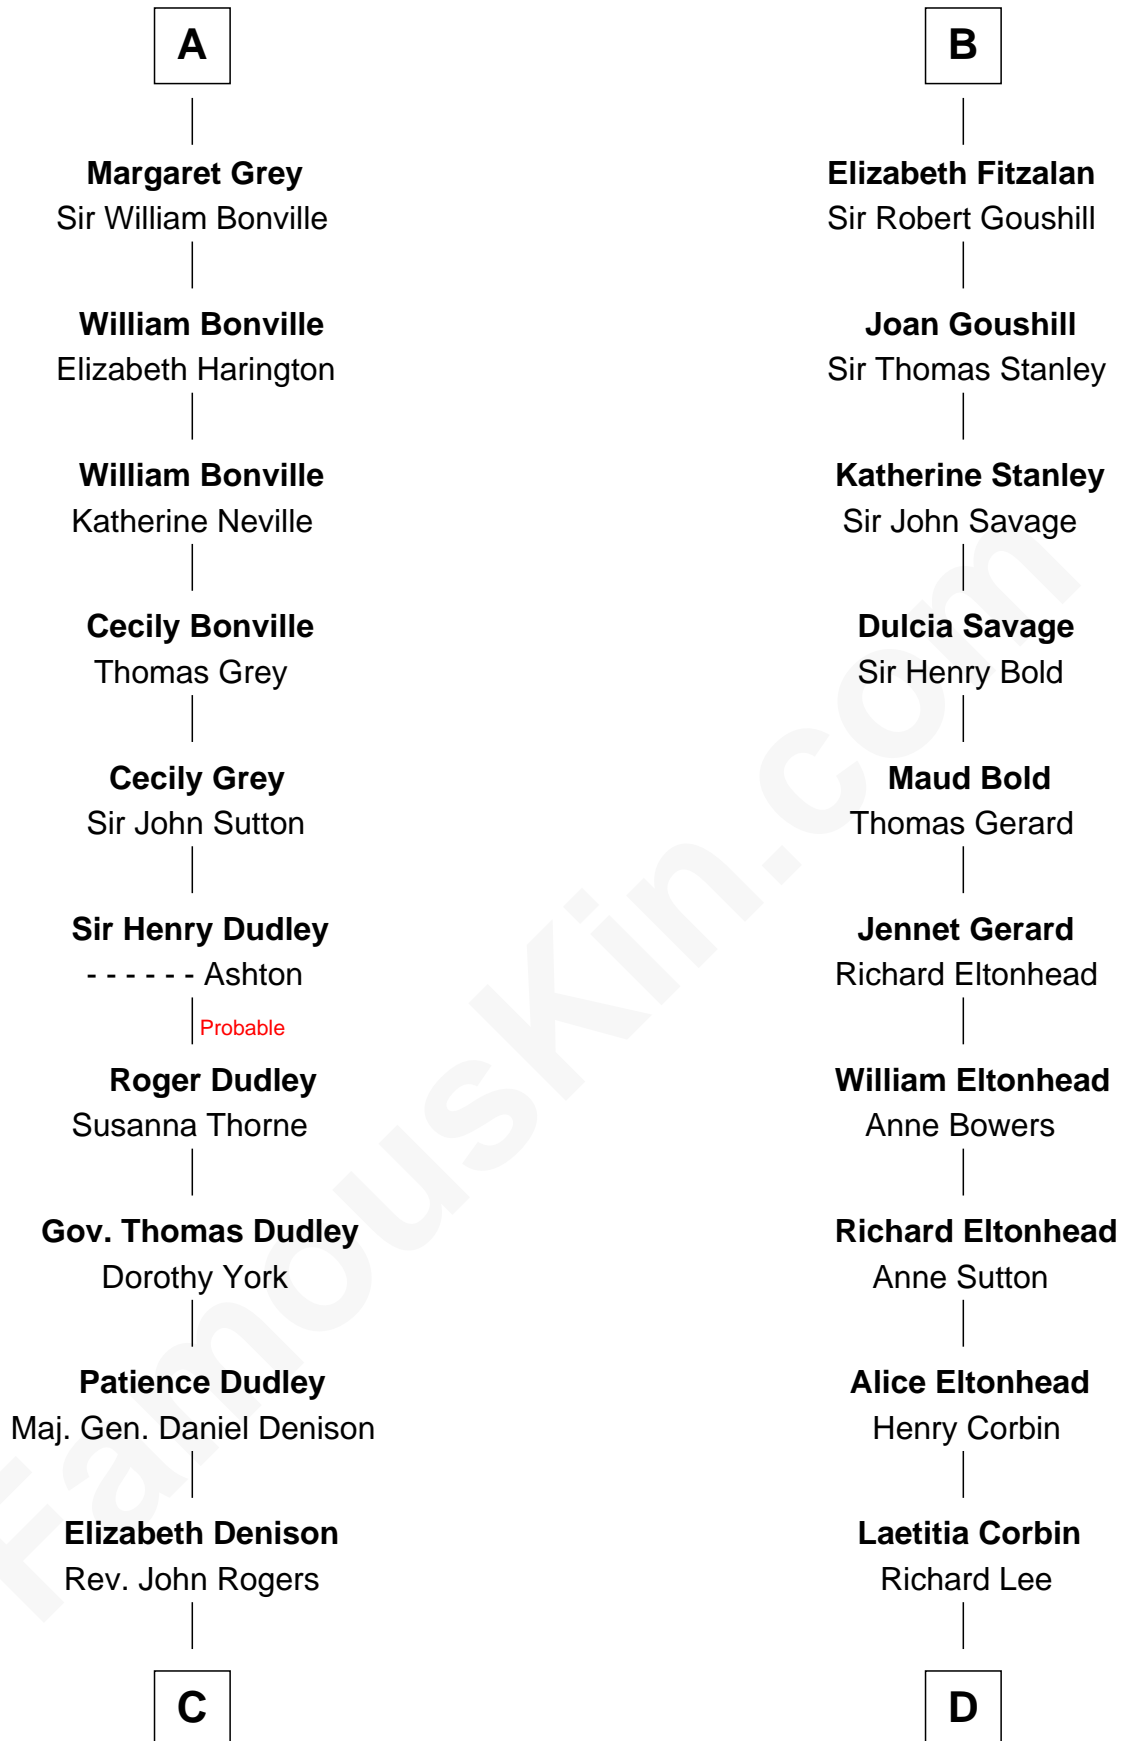 A
Margaret Grey
Sir William Bonville
William Bonville
Elizabeth Harington
William Bonville
Katherine Neville
Cecily Bonville
Thomas Grey
Cecily Grey
Sir John Sutton
Sir Henry Dudley
- - - - - - Ashton
Probable
Roger Dudley
Susanna Thorne
Gov. Thomas Dudley
Dorothy York
Patience Dudley
Maj. Gen. Daniel Denison
Elizabeth Denison
Rev. John Rogers
C
B
Elizabeth Fitzalan
Sir Robert Goushill
Joan Goushill
Sir Thomas Stanley
Katherine Stanley
Sir John Savage
Dulcia Savage
Sir Henry Bold
Maud Bold
Thomas Gerard
Jennet Gerard
Richard Eltonhead
William Eltonhead
Anne Bowers
Richard Eltonhead
Anne Sutton
Alice Eltonhead
Henry Corbin
Laetitia Corbin
Richard Lee
D
FamousKin.com